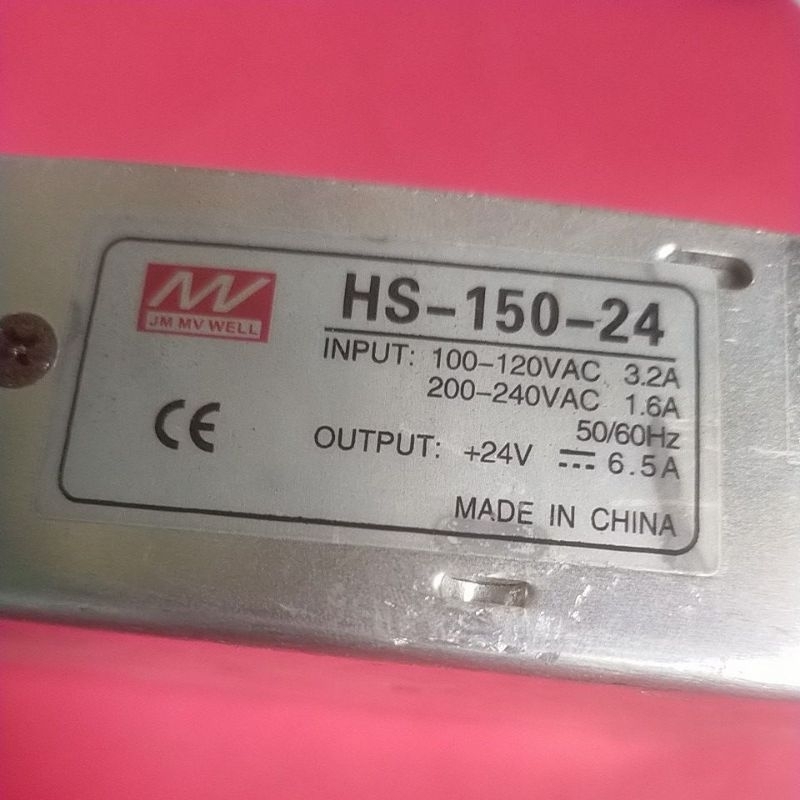 JM MV WELL
HS-150-24
INPUT: 100-120VAC 3.2A
200-240VAC 1.6A
50/60Hz
CE
OUTPUT: +24V ⎓ 6.5A
MADE IN CHINA